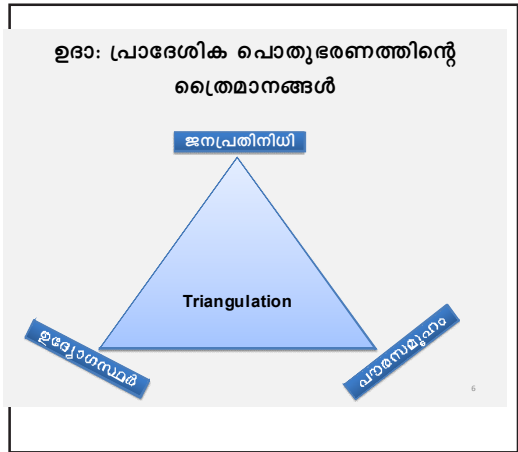 ഉദാ: പ്രാദേശിക പൊതുഭരണത്തിന്റെ
ത്രൈമാനങ്ങൾ
ജനപ്രതിനിധി
Triangulation
ഉദ്യോഗസ്ഥർ
പൗരസമൂഹം
6